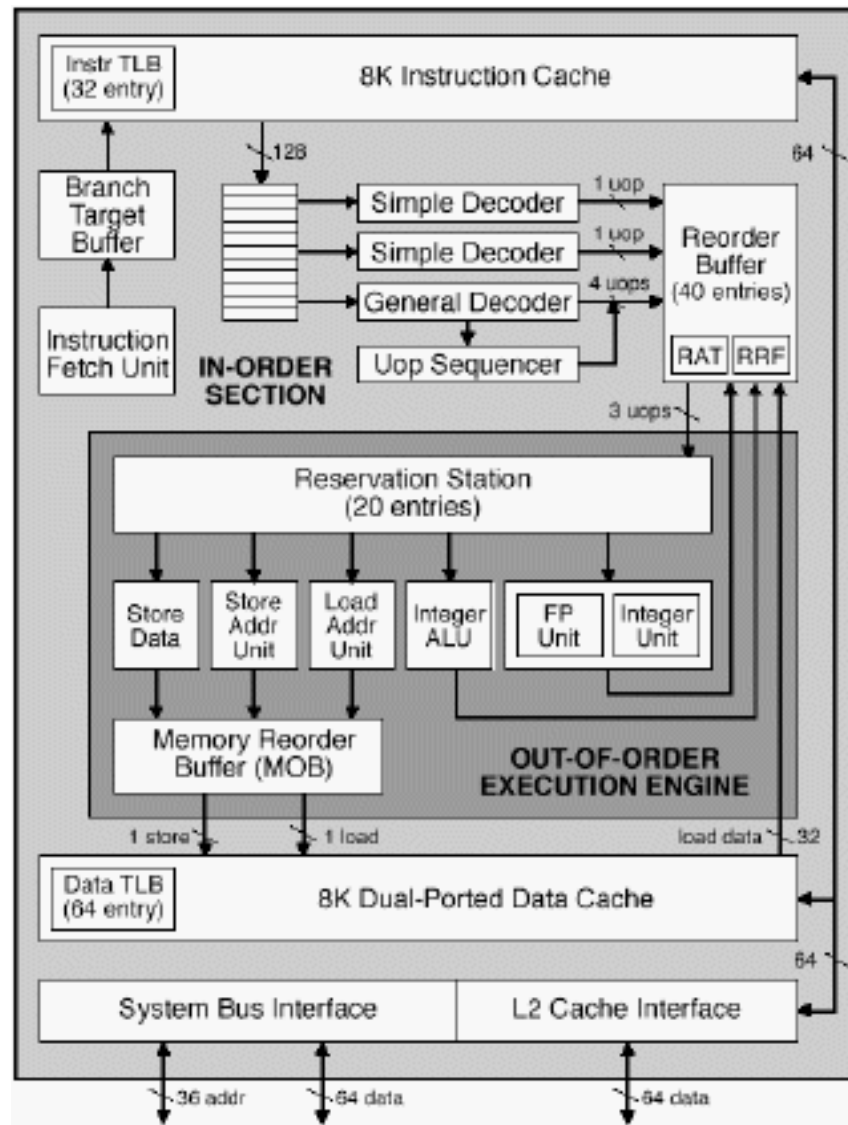 Instr TLB
(32 entry)
8K Instruction Cache
128
64
Branch
Target
Buffer
Simple Decoder
1 uop
Simple Decoder
1 uop
General Decoder
4 uops
Uop Sequencer
Reorder
Buffer
(40 entries)
RAT
RRF
Instruction
Fetch Unit
IN-ORDER
SECTION
3 uops
Reservation Station
(20 entries)
Store
Data
Store
Addr
Unit
Load
Addr
Unit
Integer
ALU
FP
Unit
Integer
Unit
Memory Reorder
Buffer (MOB)
OUT-OF-ORDER
EXECUTION ENGINE
1 store
1 load
load data
32
Data TLB
(64 entry)
8K Dual-Ported Data Cache
64
System Bus Interface
L2 Cache Interface
36 addr
64 data
64 data